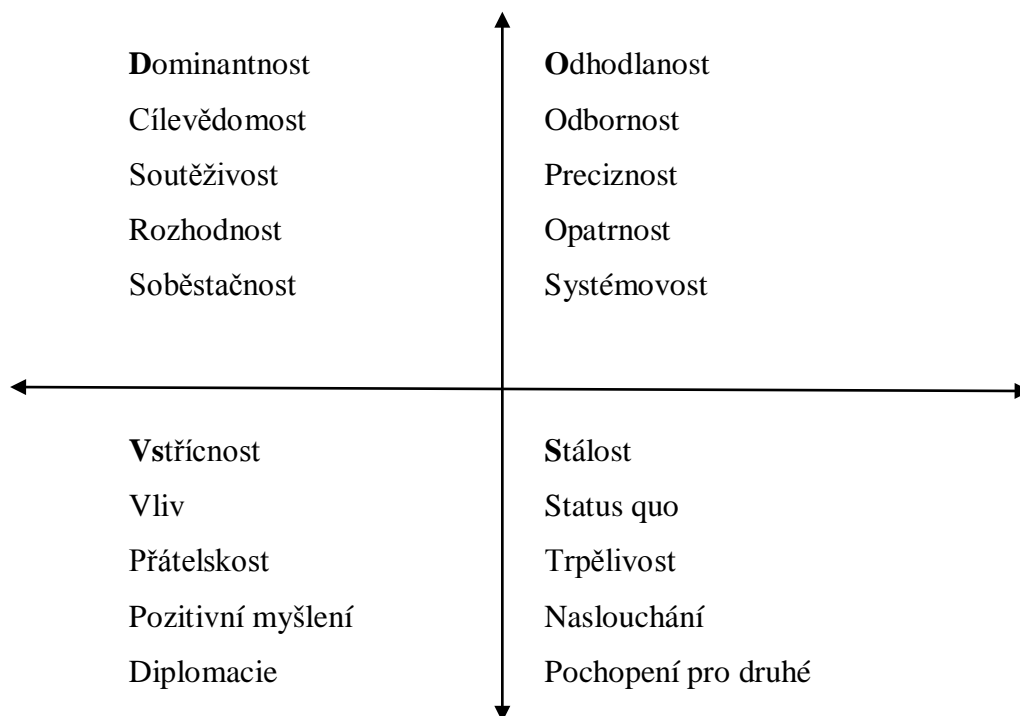 Dominantnost
Cílevědomost
Soutěživost
Rozhodnost
Soběstačnost
Odhodlanost
Odbornost
Preciznost
Opatrnost
Systémovost
Vstřícnost
Vliv
Přátelskost
Pozitivní myšlení
Diplomacie
Stálost
Status quo
Trpělivost
Naslouchání
Pochopení pro druhé